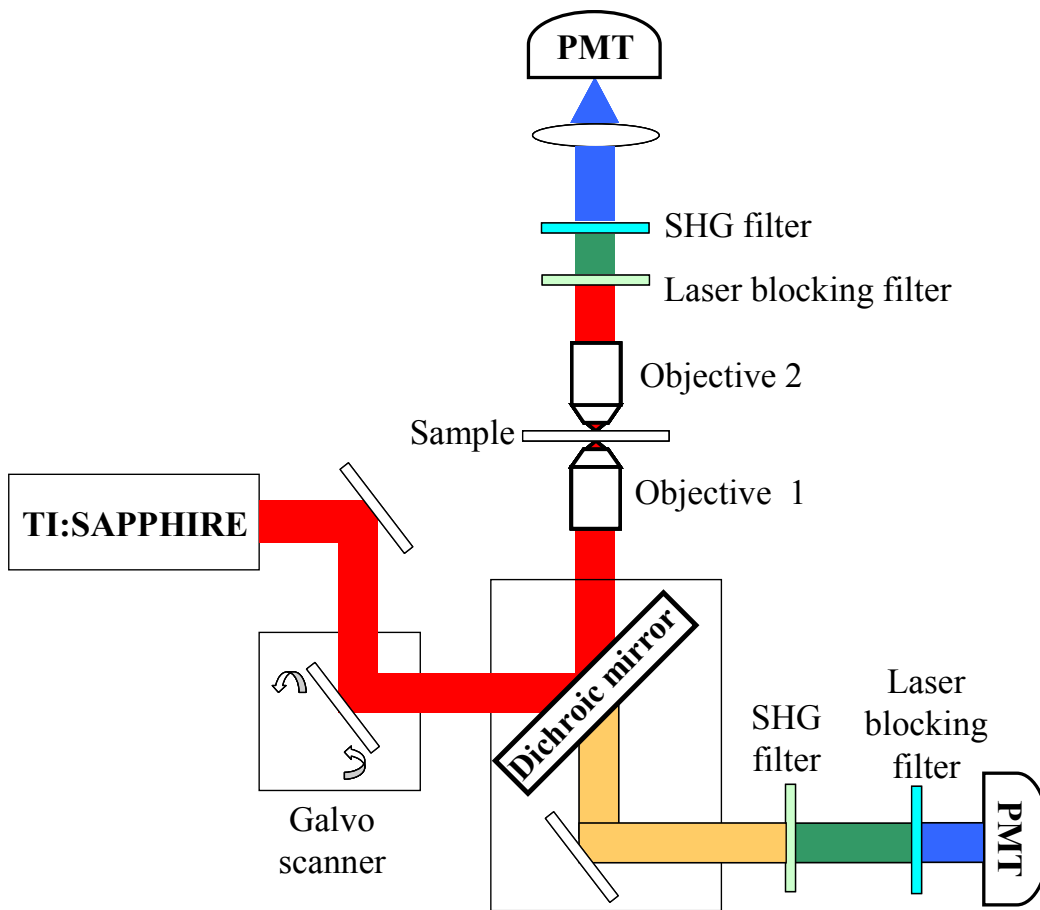 PMT
SHG filter
Laser blocking filter
Objective 2
Sample
Objective 1
TI:SAPPHIRE
Dichroic mirror
Galvo
scanner
SHG
filter
Laser
blocking
filter
PMT